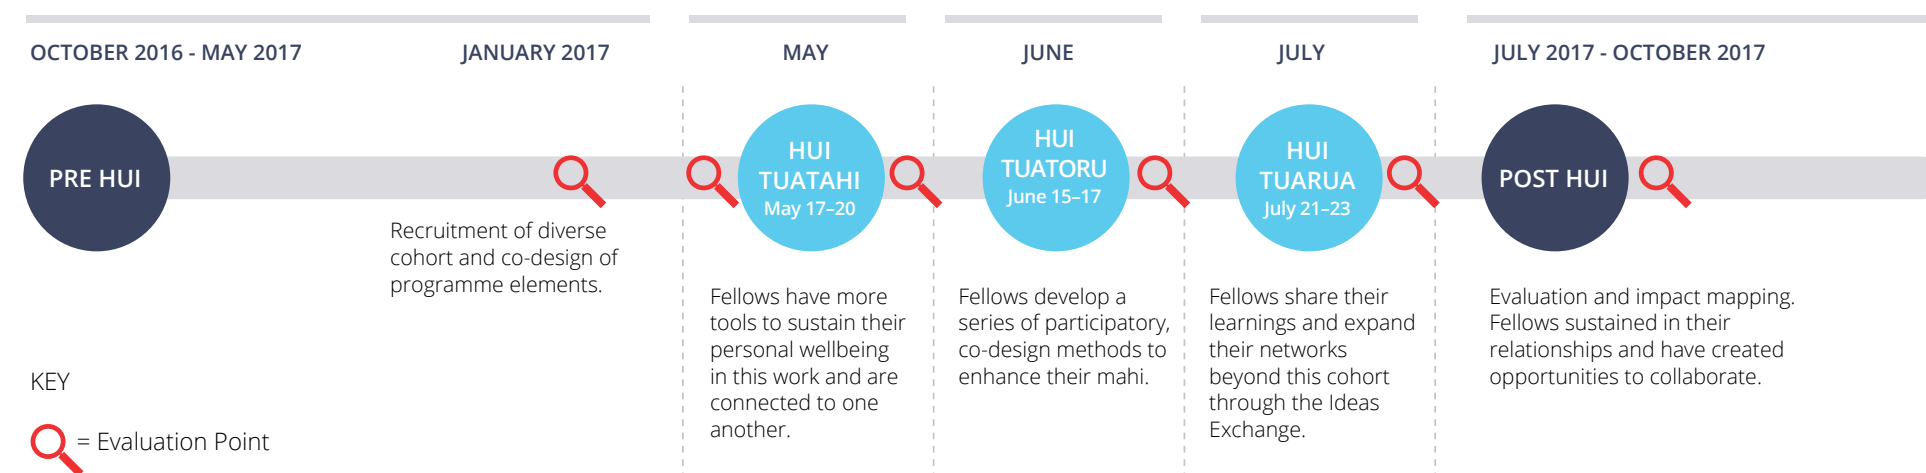 OCTOBER 2016 - MAY 2017
JANUARY 2017
MAY
JUNE
JULY
JULY 2017 - OCTOBER 2017
PRE HUI
Recruitment of diverse
cohort and co-design of
programme elements.
HUI
TUATAHI
May 17–20
Fellows have more
tools to sustain their
personal wellbeing
in this work and are
connected to one
another.
HUI
TUATORU
June 15–17
Fellows develop a
series of participatory,
co-design methods to
enhance their mahi.
HUI
TUARUA
July 21–23
Fellows share their
learnings and expand
their networks
beyond this cohort
through the Ideas
Exchange.
POST HUI
Evaluation and impact mapping.
Fellows sustained in their
relationships and have created
opportunities to collaborate.
KEY
= Evaluation Point